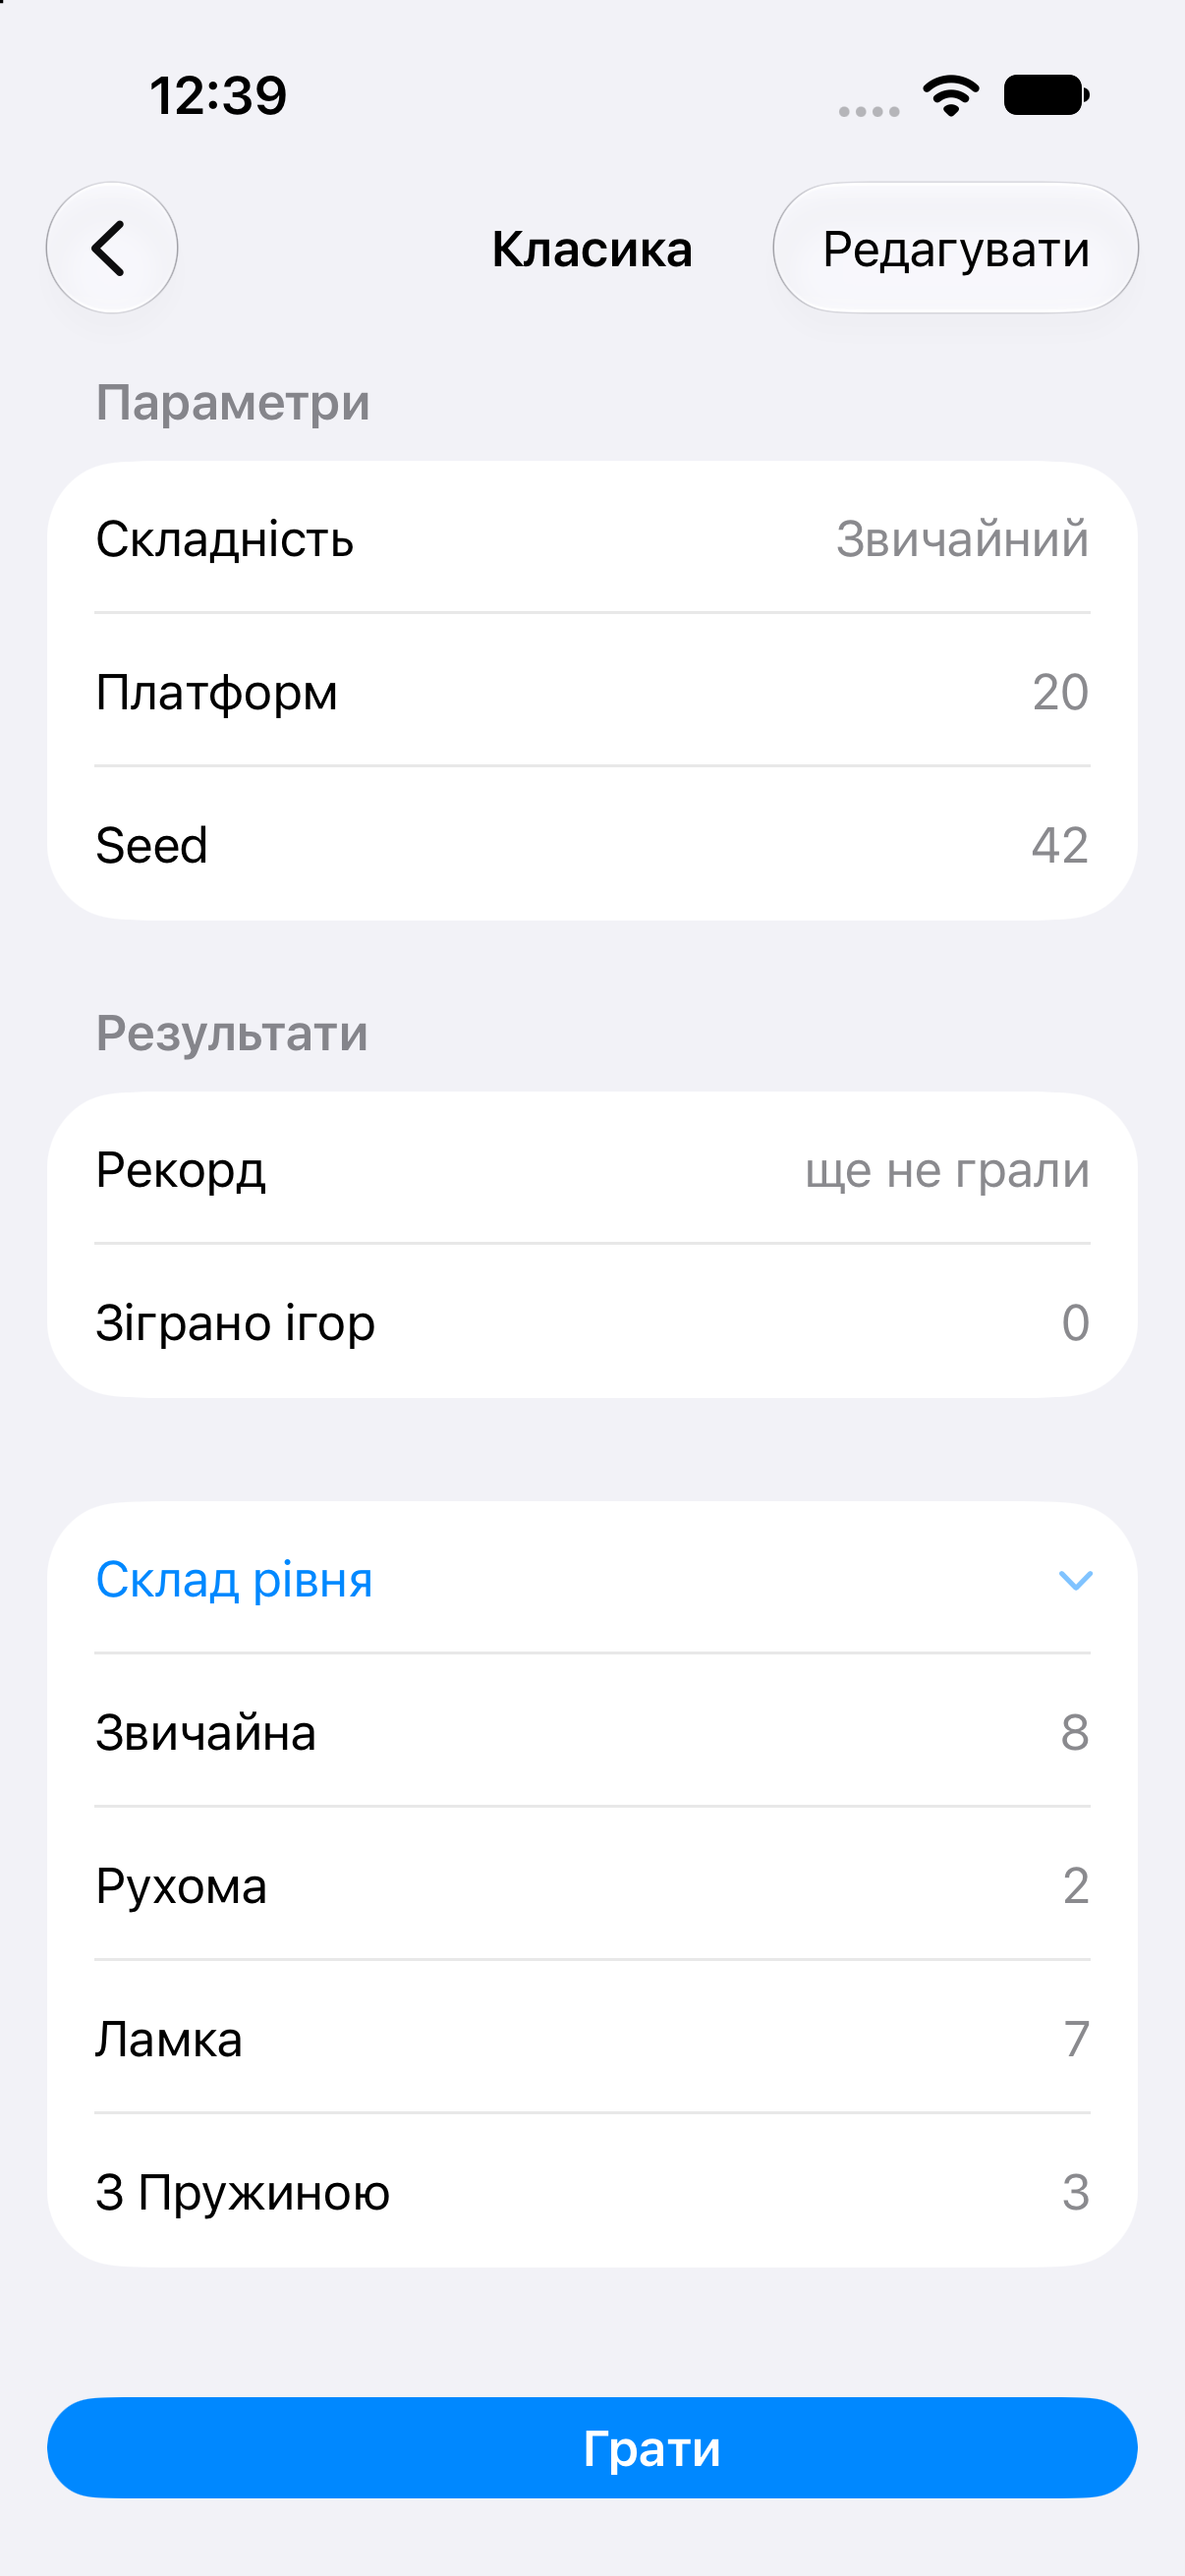 12:39
Класика
Редагувати
Параметри
Складність
Звичайний
Платформ
20
Seed
42
Результати
Рекорд
ще не грали
Зіграно ігор
0
Склад рівня
Звичайна
8
Рухома
2
Ламка
7
З Пружиною
3
Грати